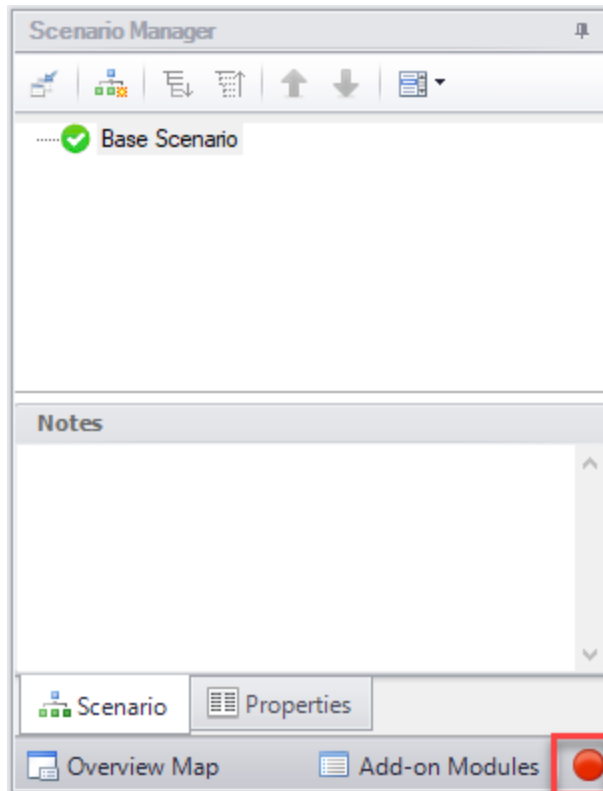 Scenario Manager
Base Scenario
Notes
Scenario Properties
Overview Map Add-on Modules